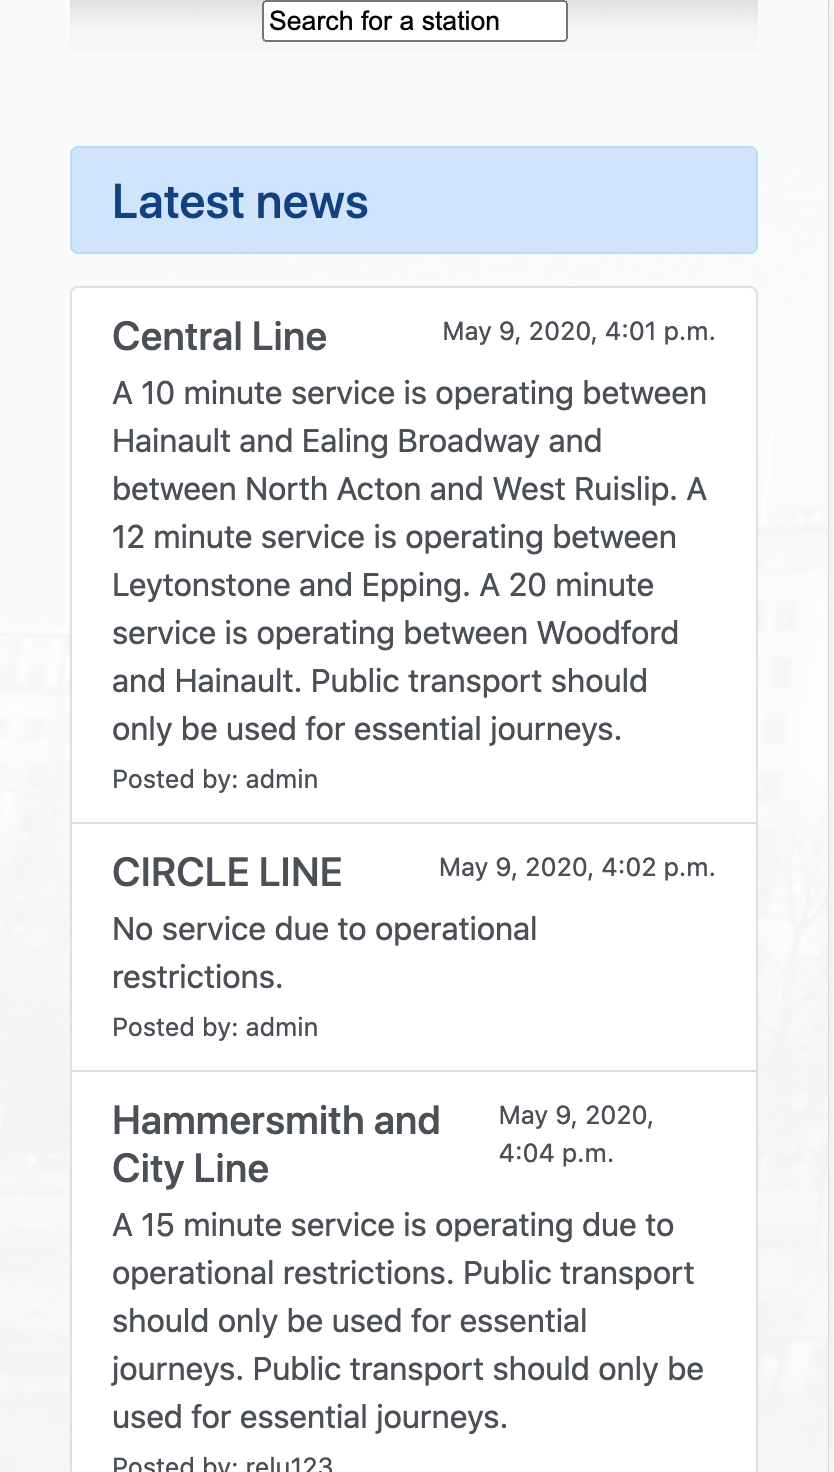 Search for a station
Latest news
Central Line
May 9, 2020, 4:01 p.m.
A 10 minute service is operating between
Hainault and Ealing Broadway and
between North Acton and West Ruislip. A
12 minute service is operating between
Leytonstone and Epping. A 20 minute
service is operating between Woodford
and Hainault. Public transport should
only be used for essential journeys.
Posted by: admin
CIRCLE LINE
May 9, 2020, 4:02 p.m.
No service due to operational
restrictions.
Posted by: admin
Hammersmith and
City Line
May 9, 2020,
4:04 p.m.
A 15 minute service is operating due to
operational restrictions. Public transport
should only be used for essential
journeys. Public transport should only be
used for essential journeys.
Posted by: relu123